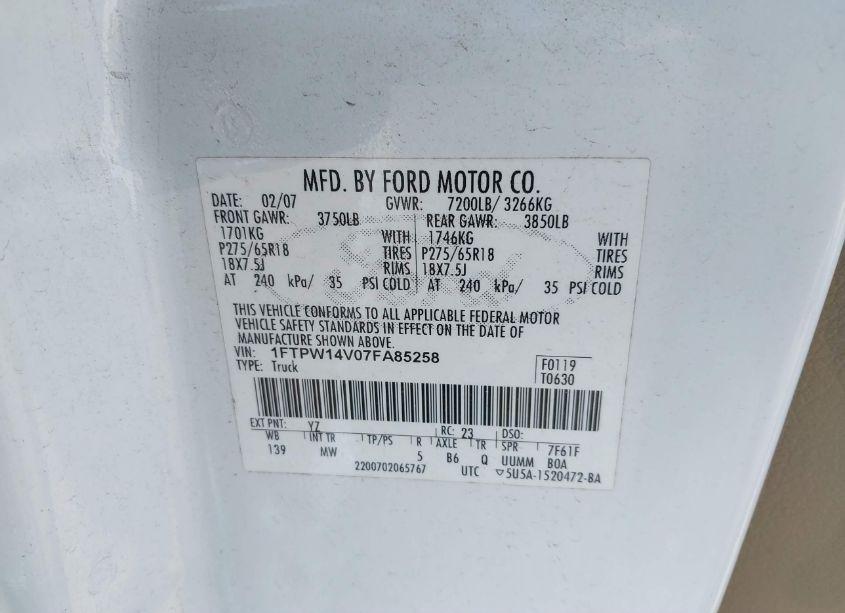 MFD. BY FORD MOTOR CO.
DATE: 02/07 GVWR: 7200LB/ 3266KG
FRONT GAWR: 3750LB REAR GAWR: 3850LB
1701KG WITH 1746KG WITH
P275/65R18 TIRES P275/65R18 TIRES
18X7.5J RIMS 18X7.5J RIMS
AT 240 kPa/ 35 PSI COLD AT 240 kPa/ 35 PSI COLD
THIS VEHICLE CONFORMS TO ALL APPLICABLE FEDERAL MOTOR
VEHICLE SAFETY STANDARDS IN EFFECT ON THE DATE OF
MANUFACTURE SHOWN ABOVE.
VIN: 1FTPW14V07FA85258 F0119
TYPE: Truck T0630
EXT PNT: YZ RC: 23 DSO:
WB INT TR TP/PS R AXLE TR SPR 7F61F
139 MW 5 B6 Q UUMM BOA
2200702065767 UTC ▽5U5A-1520472-BA